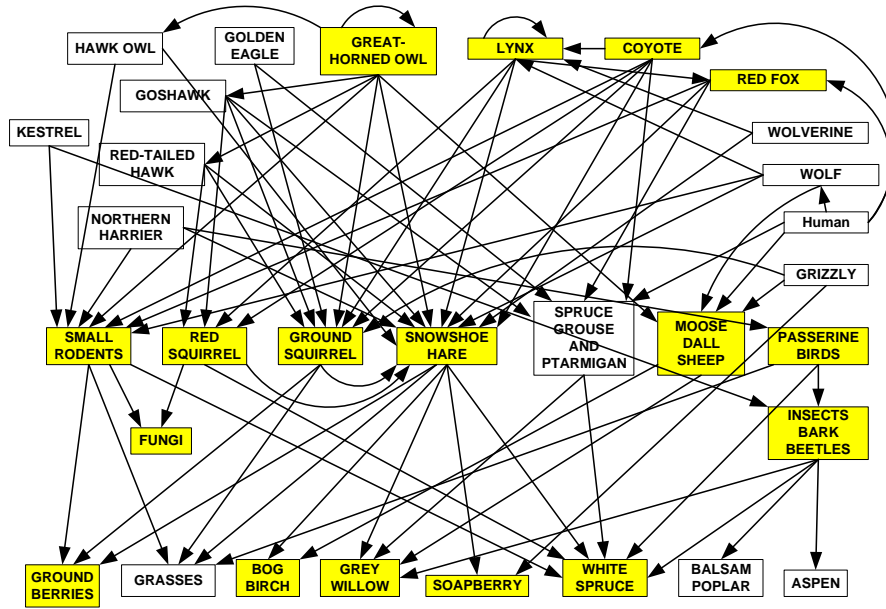 HAWK OWL
GOLDEN
EAGLE
GREAT-
HORNED OWL
LYNX
COYOTE
RED FOX
GOSHAWK
KESTREL
WOLVERINE
RED-TAILED
HAWK
WOLF
NORTHERN
HARRIER
Human
GRIZZLY
SMALL
RODENTS
RED
SQUIRREL
GROUND
SQUIRREL
SNOWSHOE
HARE
SPRUCE
GROUSE
AND
PTARMIGAN
MOOSE
DALL
SHEEP
PASSERINE
BIRDS
FUNGI
INSECTS
BARK
BEETLES
GROUND
BERRIES
GRASSES
BOG
BIRCH
GREY
WILLOW
SOAPBERRY
WHITE
SPRUCE
BALSAM
POPLAR
ASPEN